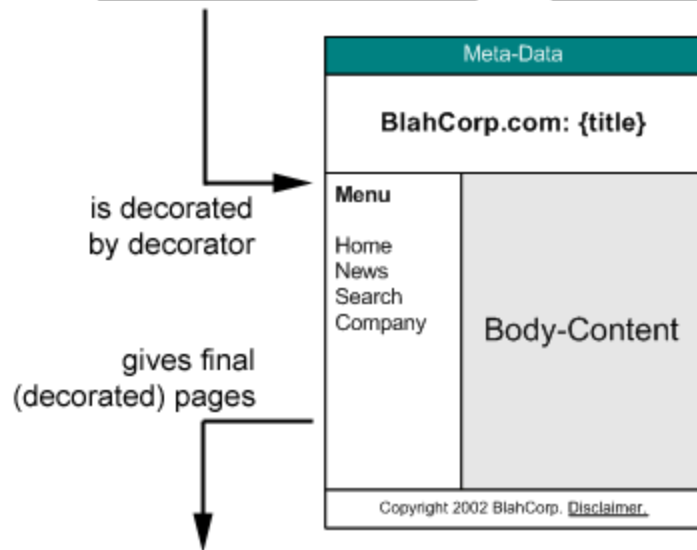 Meta-Data
BlahCorp.com: {title}
is decorated
by decorator
Menu
Home
News
Search
Company
Body-Content
gives final
(decorated) pages
Copyright 2002 BlahCorp. Disclaimer.